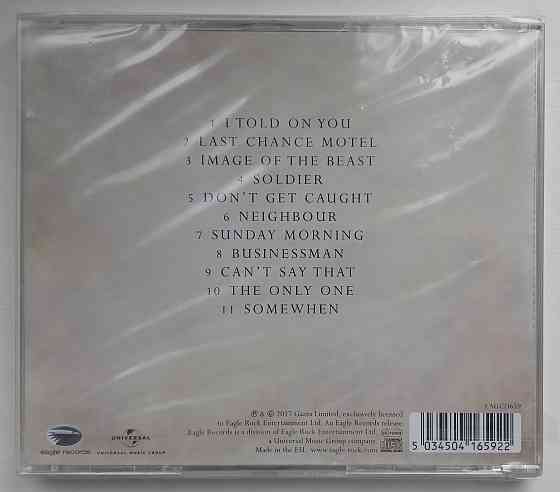 1 I TOLD ON YOU
2 LAST CHANCE MOTEL
3 IMAGE OF THE BEAST
4 SOLDIER
5 DON'T GET CAUGHT
6 NEIGHBOUR
7 SUNDAY MORNING
8 BUSINESSMAN
9 CAN'T SAY THAT
10 THE ONLY ONE
11 SOMEWHEN
EAGCD659
℗ & © 2017 Gazra Limited, exclusively licensed
to Eagle Rock Entertainment Ltd. An Eagle Records release.
Eagle Records is a division of Eagle Rock Entertainment Ltd,
a Universal Music Group company.
Made in the EU. www.eagle-rock.com
eagle records
UNIVERSAL
UNIVERSAL MUSIC GROUP
5 034504 165922